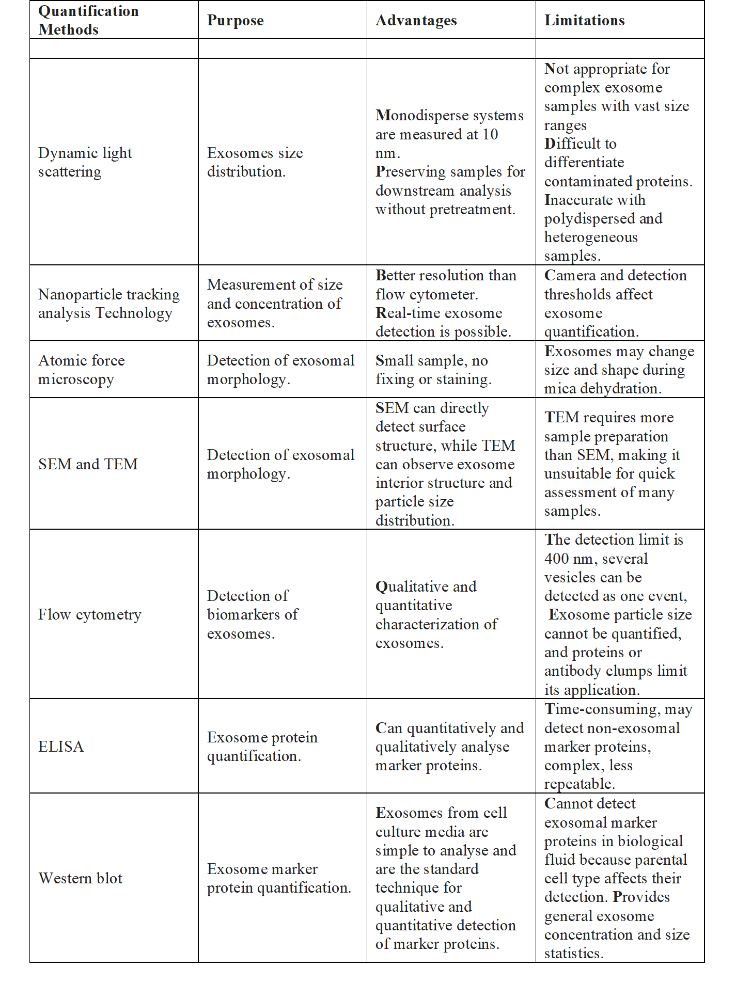 Quantification
Methods
Purpose
Advantages
Limitations
Dynamic light
scattering
Exosomes size
distribution.
Monodisperse systems
are measured at 10
nm.
Preserving samples for
downstream analysis
without pretreatment.
Not appropriate for
complex exosome
samples with vast size
ranges
Difficult to
differentiate
contaminated proteins.
Inaccurate with
polydispersed and
heterogeneous
samples.
Nanoparticle tracking
analysis Technology
Measurement of size
and concentration of
exosomes.
Better resolution than
flow cytometer.
Real-time exosome
detection is possible.
Camera and detection
thresholds affect
exosome
quantification.
Atomic force
microscopy
Detection of exosomal
morphology.
Small sample, no
fixing or staining.
Exosomes may change
size and shape during
mica dehydration.
SEM and TEM
Detection of exosomal
morphology.
SEM can directly
detect surface
structure, while TEM
can observe exosome
interior structure and
particle size
distribution.
TEM requires more
sample preparation
than SEM, making it
unsuitable for quick
assessment of many
samples.
Flow cytometry
Detection of
biomarkers of
exosomes.
Qualitative and
quantitative
characterization of
exosomes.
The detection limit is
400 nm, several
vesicles can be
detected as one event,
Exosome particle size
cannot be quantified,
and proteins or
antibody clumps limit
its application.
ELISA
Exosome protein
quantification.
Can quantitatively and
qualitatively analyse
marker proteins.
Time-consuming, may
detect non-exosomal
marker proteins,
complex, less
repeatable.
Western blot
Exosome marker
protein quantification.
Exosomes from cell
culture media are
simple to analyse and
are the standard
technique for
qualitative and
quantitative detection
of marker proteins.
Cannot detect
exosomal marker
proteins in biological
fluid because parental
cell type affects their
detection. Provides
general exosome
concentration and size
statistics.